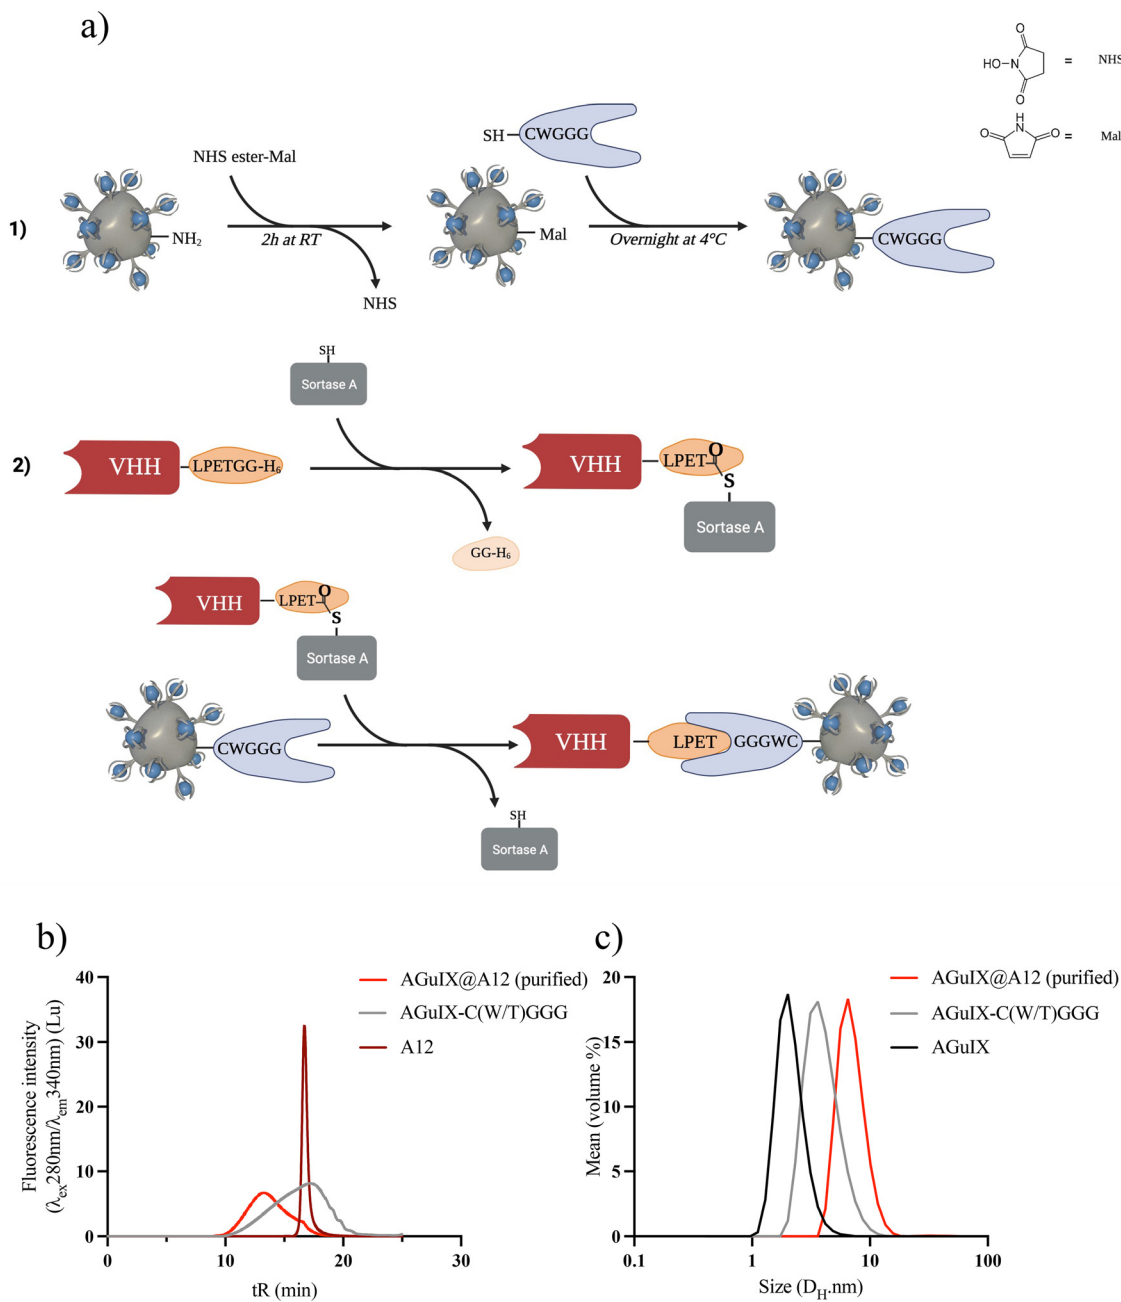 a)
O
HO
N
O
=
NHS
H
N
O
O
=
Mal
SH
CWGGG
NHS ester-Mal
1)
NH₂
2h at RT
NHS
Mal
Overnight at 4°C
CWGGG
SH
Sortase A
2)
VHH
LPETGG-H₆
GG-H₆
VHH
LPET
O
S
Sortase A
VHH
LPET
O
S
Sortase A
CWGGG
SH
Sortase A
VHH
LPET
GGGWC
b)
AGuIX@A12 (purified)
AGuIX-C(W/T)GGG
A12
Fluorescence intensity
(λex280nm/λem340nm) (Lu)
40
30
20
10
0
0
10
20
30
tR (min)
c)
AGuIX@A12 (purified)
AGuIX-C(W/T)GGG
AGuIX
Mean (volume %)
20
15
10
5
0
0.1
1
10
100
Size (DH.nm)